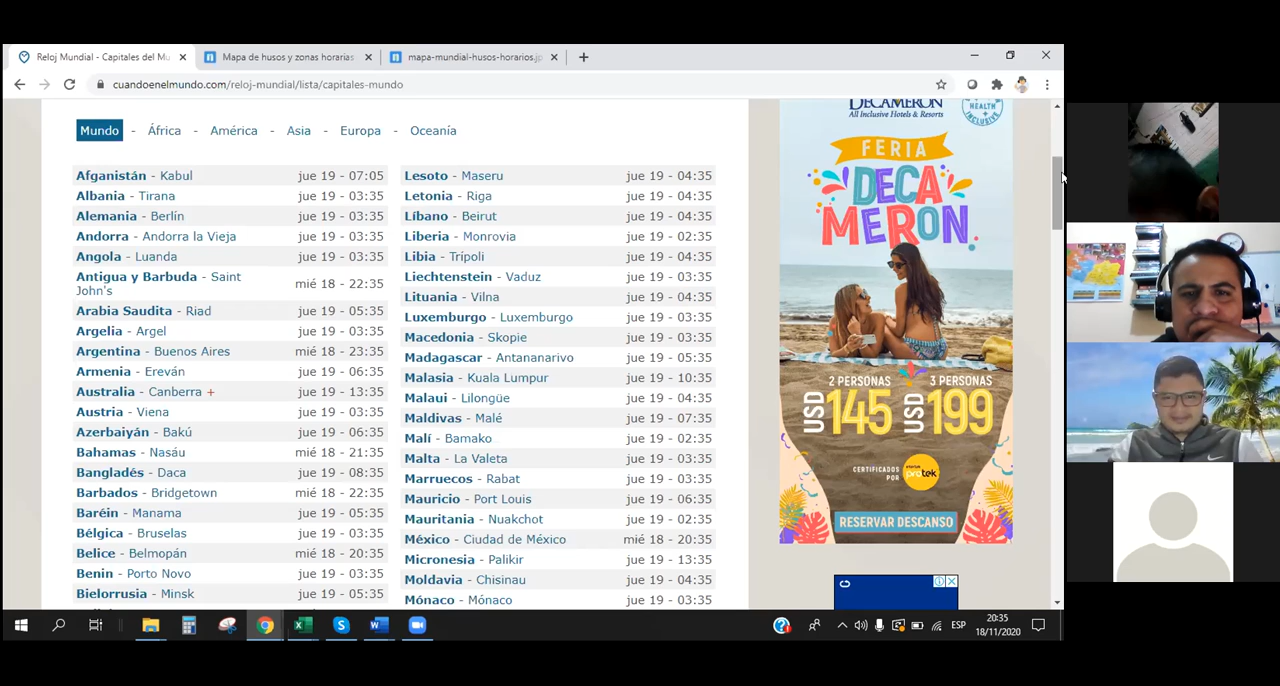 Reloj Mundial - Capitales del Mu
Mapa de husos y zonas horarias
mapa-mundial-husos-horarios.jp
cuandoenelmundo.com/reloj-mundial/lista/capitales-mundo
Mundo - África - América - Asia - Europa - Oceanía
Afganistán - Kabul jue 19 - 07:05
Albania - Tirana jue 19 - 03:35
Alemania - Berlín jue 19 - 03:35
Andorra - Andorra la Vieja jue 19 - 03:35
Angola - Luanda jue 19 - 03:35
Antigua y Barbuda - Saint
John's mié 18 - 22:35
Arabia Saudita - Riad jue 19 - 05:35
Argelia - Argel jue 19 - 03:35
Argentina - Buenos Aires mié 18 - 23:35
Armenia - Ereván jue 19 - 06:35
Australia - Canberra + jue 19 - 13:35
Austria - Viena jue 19 - 03:35
Azerbaiyán - Bakú jue 19 - 06:35
Bahamas - Nasáu mié 18 - 21:35
Bangladés - Daca jue 19 - 08:35
Barbados - Bridgetown mié 18 - 22:35
Baréin - Manama jue 19 - 05:35
Bélgica - Bruselas jue 19 - 03:35
Belice - Belmopán mié 18 - 20:35
Benin - Porto Novo jue 19 - 03:35
Bielorrusia - Minsk jue 19 - 05:35
Lesoto - Maseru jue 19 - 04:35
Letonia - Riga jue 19 - 04:35
Líbano - Beirut jue 19 - 04:35
Liberia - Monrovia jue 19 - 02:35
Libia - Trípoli jue 19 - 04:35
Liechtenstein - Vaduz jue 19 - 03:35
Lituania - Vilna jue 19 - 04:35
Luxemburgo - Luxemburgo jue 19 - 03:35
Macedonia - Skopie jue 19 - 03:35
Madagascar - Antananarivo jue 19 - 05:35
Malasia - Kuala Lumpur jue 19 - 10:35
Malaui - Lilongüe jue 19 - 04:35
Maldivas - Malé jue 19 - 07:35
Malí - Bamako jue 19 - 02:35
Malta - La Valeta jue 19 - 03:35
Marruecos - Rabat jue 19 - 03:35
Mauricio - Port Louis jue 19 - 06:35
Mauritania - Nuakchot jue 19 - 02:35
México - Ciudad de México mié 18 - 20:35
Micronesia - Palikir jue 19 - 13:35
Moldavia - Chisinau jue 19 - 04:35
Mónaco - Mónaco jue 19 - 03:35
DECAMERON
All Inclusive Hotels & Resorts
HEALTH
INCLUSIVE
FERIA
DECA
MERON
2 PERSONAS
USD 145
3 PERSONAS
USD 199
CERTIFICADOS
POR
protek
RESERVAR DESCANSO
ESP
20:35
18/11/2020